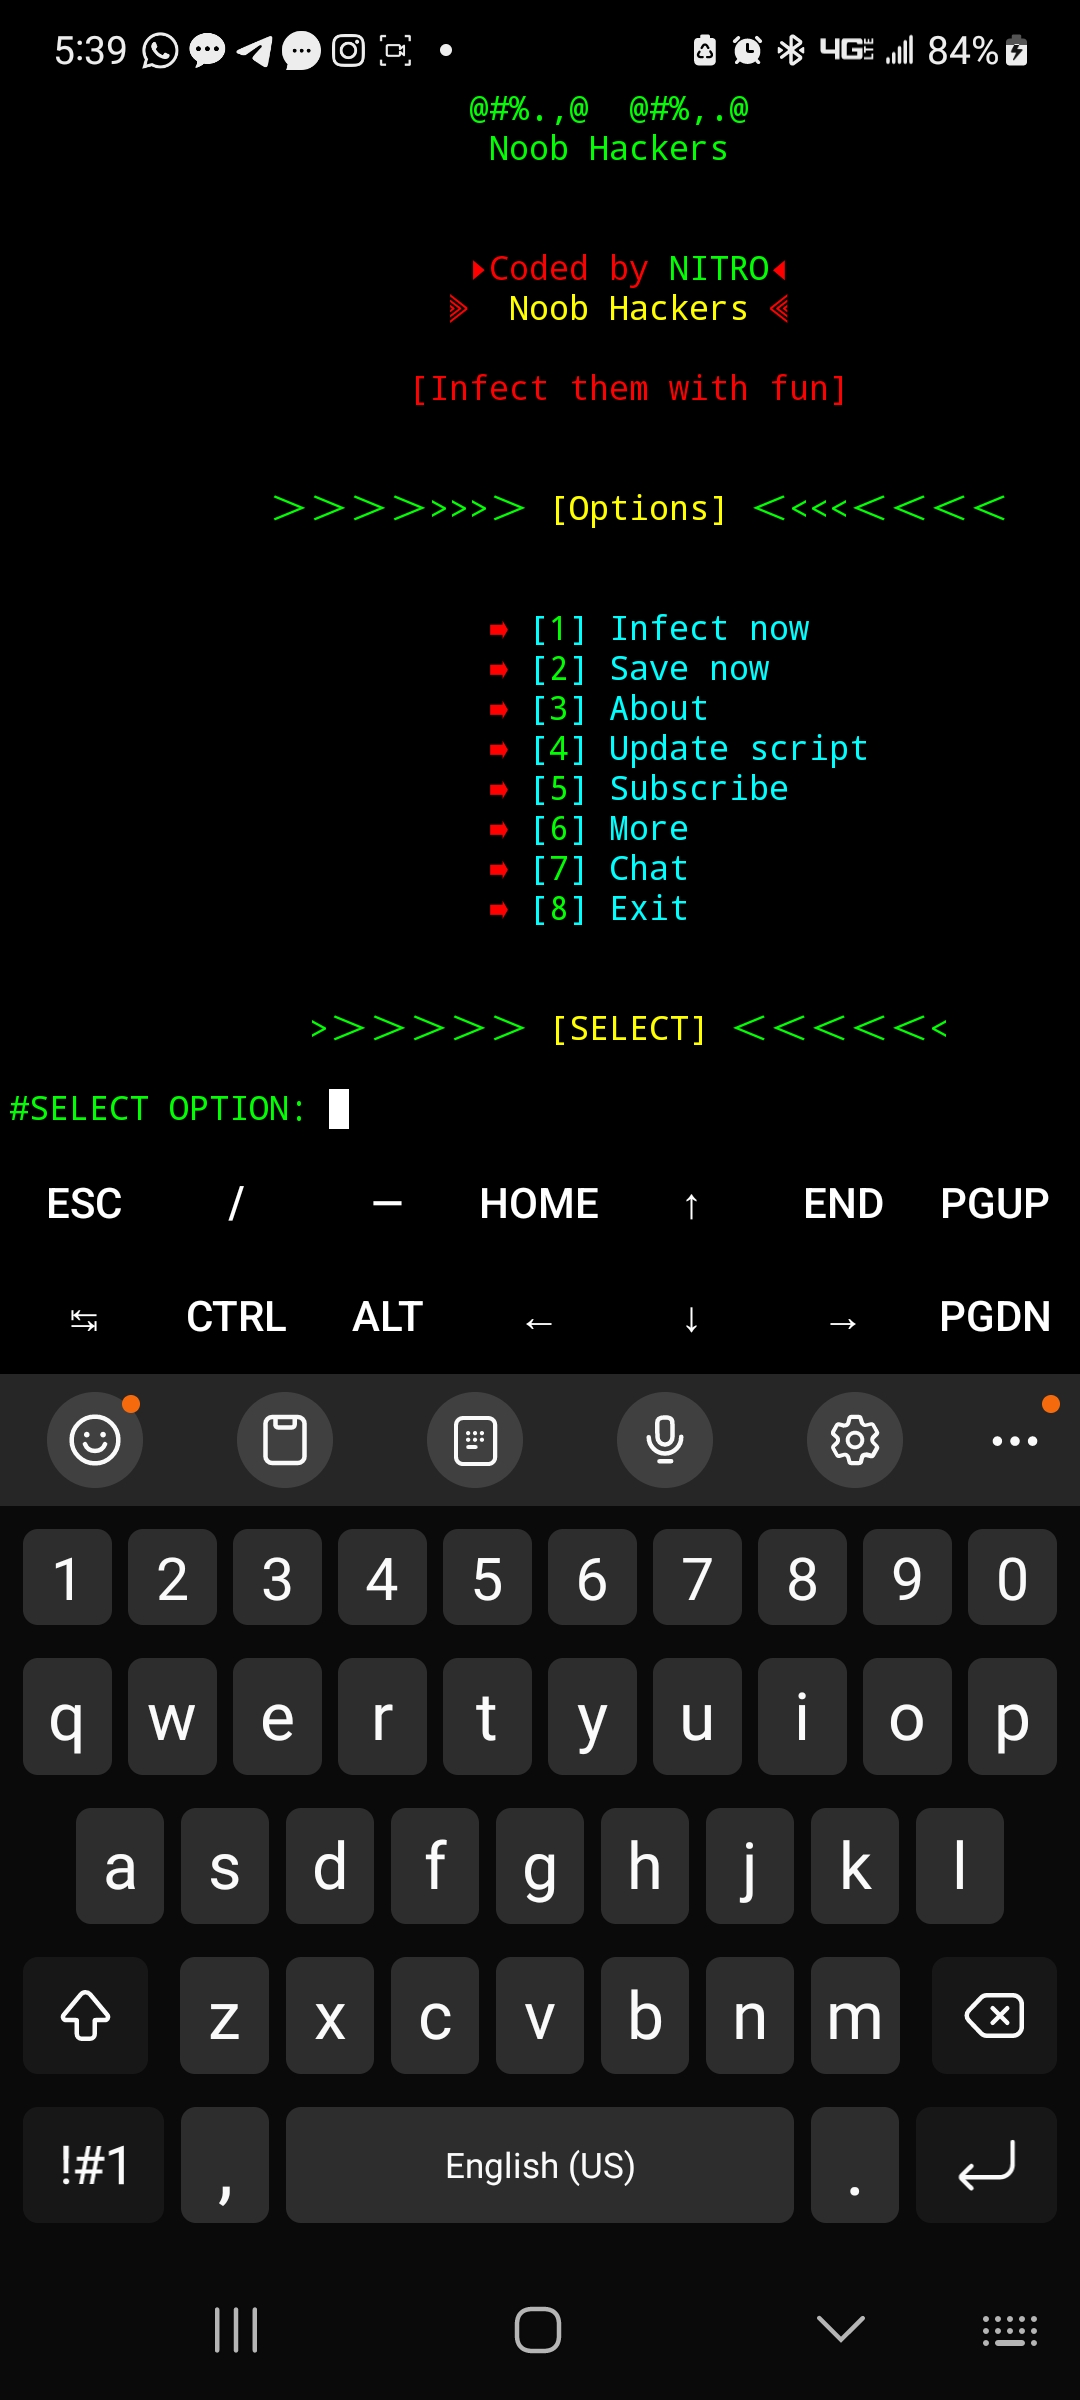 5:39 4G LTE 84%
@#%.,@  @#%,.@
Noob Hackers
Coded by NITRO
Noob Hackers
[Infect them with fun]
>>>>>>>> [Options] <<<<<<<<
➡ [1] Infect now
➡ [2] Save now
➡ [3] About
➡ [4] Update script
➡ [5] Subscribe
➡ [6] More
➡ [7] Chat
➡ [8] Exit
>>>>>> [SELECT] <<<<<<
#SELECT OPTION:
ESC / — HOME ↑ END PGUP
↹ CTRL ALT ← ↓ → PGDN
1 2 3 4 5 6 7 8 9 0
q w e r t y u i o p
a s d f g h j k l
z x c v b n m
!#1 , English (US) .